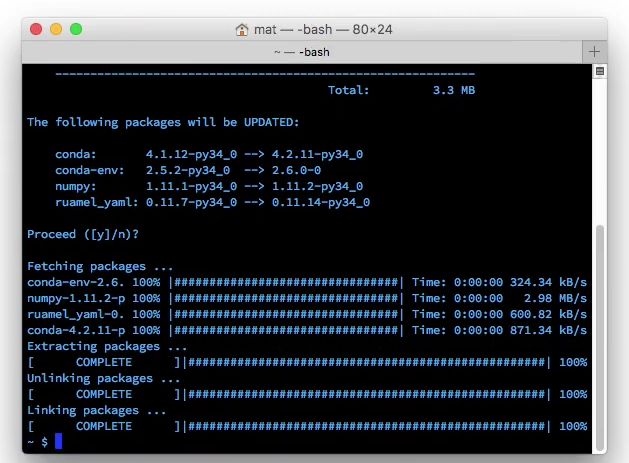 mat — -bash — 80×24
~ — -bash
------------------------------------------------------------
Total: 3.3 MB
The following packages will be UPDATED:
conda: 4.1.12-py34_0 --> 4.2.11-py34_0
conda-env: 2.5.2-py34_0 --> 2.6.0-0
numpy: 1.11.1-py34_0 --> 1.11.2-py34_0
ruamel_yaml: 0.11.7-py34_0 --> 0.11.14-py34_0
Proceed ([y]/n)?
Fetching packages ...
conda-env-2.6. 100% |################################| Time: 0:00:00 324.34 kB/s
numpy-1.11.2-p 100% |################################| Time: 0:00:00 2.98 MB/s
ruamel_yaml-0. 100% |################################| Time: 0:00:00 600.82 kB/s
conda-4.2.11-p 100% |################################| Time: 0:00:00 871.34 kB/s
Extracting packages ...
[ COMPLETE ]|###################################################| 100%
Unlinking packages ...
[ COMPLETE ]|###################################################| 100%
Linking packages ...
[ COMPLETE ]|###################################################| 100%
~ $